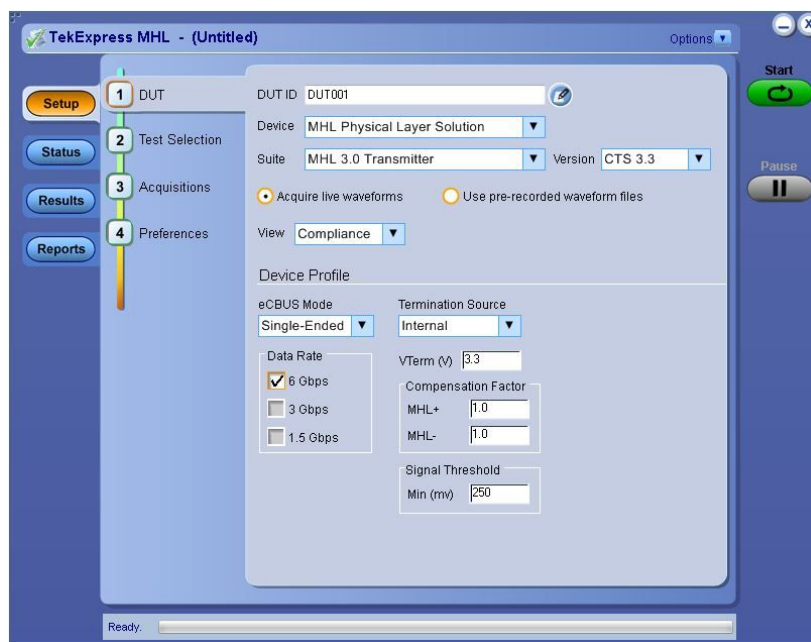 TekExpress MHL - (Untitled)
Options
Start
Pause
Setup
Status
Results
Reports
1 DUT
2 Test Selection
3 Acquisitions
4 Preferences
DUT ID DUT001
Device MHL Physical Layer Solution
Suite MHL 3.0 Transmitter Version CTS 3.3
Acquire live waveforms Use pre-recorded waveform files
View Compliance
Device Profile
eCBUS Mode
Single-Ended
Termination Source
Internal
Data Rate
6 Gbps
3 Gbps
1.5 Gbps
VTerm (V) 3.3
Compensation Factor
MHL+ 1.0
MHL- 1.0
Signal Threshold
Min (mv) 250
Ready.